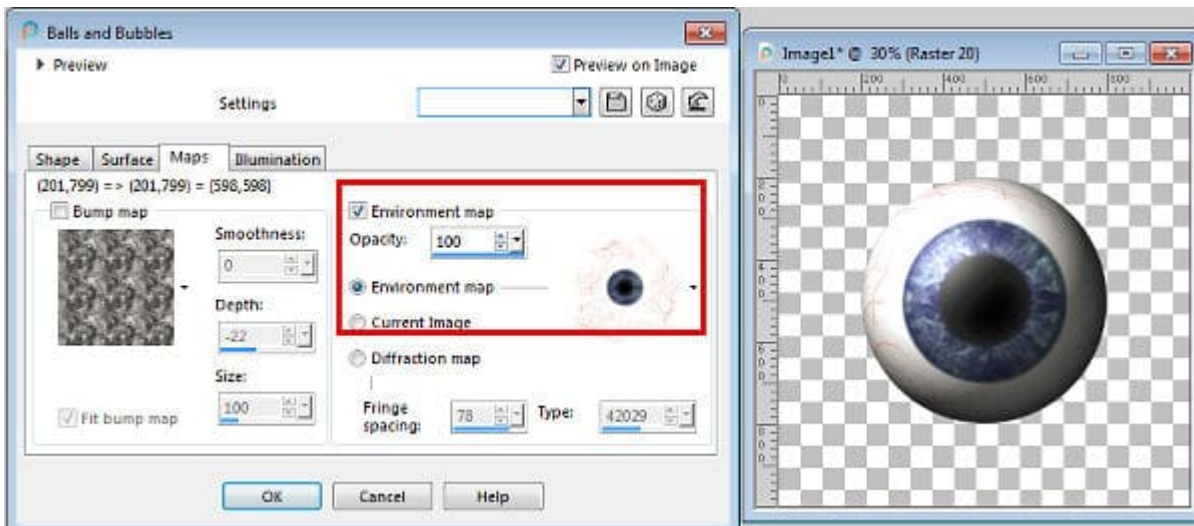 Balls and Bubbles
Preview
Preview on Image
Settings
Shape Surface Maps Illumination
(201,799) => (201,799) = [598,598]
Bump map
Smoothness:
0
Depth:
-22
Size:
100
Fit bump map
Environment map
Opacity: 100
Environment map
Current Image
Diffraction map
Fringe spacing: 78 Type: 42029
OK Cancel Help
Image1* @ 30% (Raster 20)
0 200 400 600 800